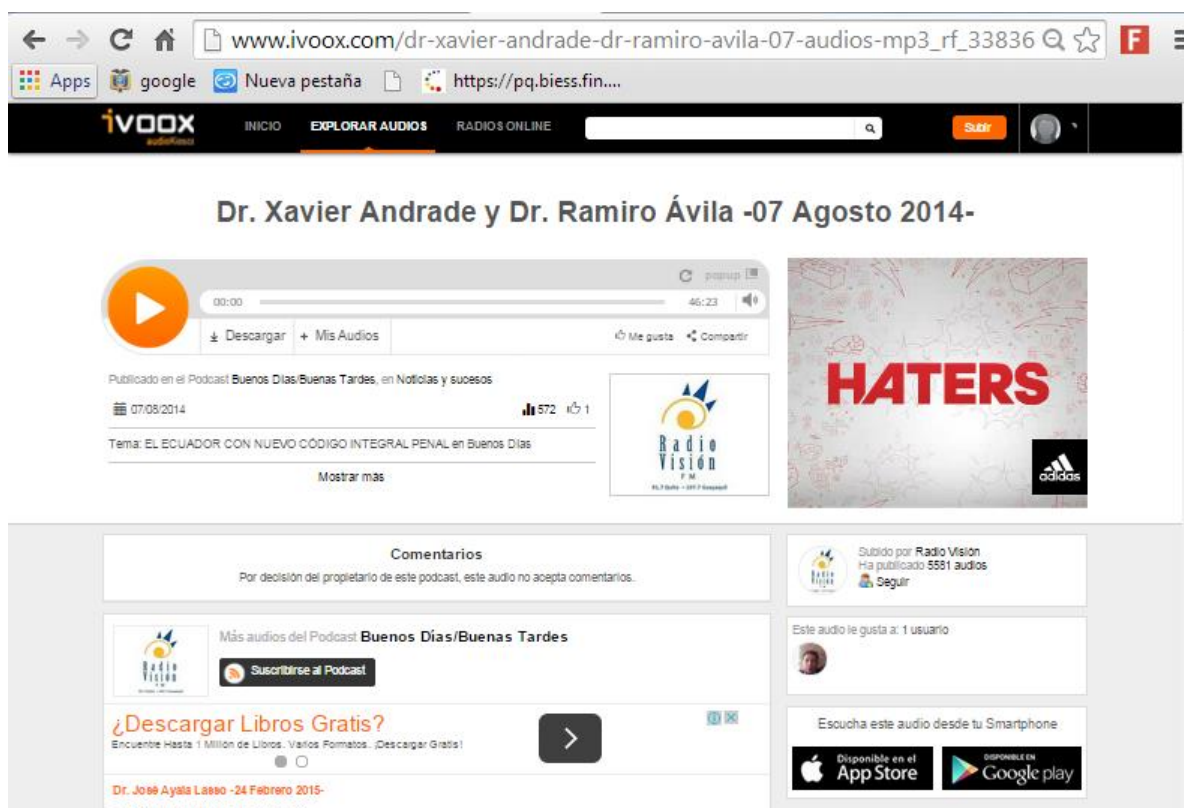 www.ivoox.com/dr-xavier-andrade-dr-ramiro-avila-07-audios-mp3_rf_33836
Apps google Nueva pestaña https://pq.biess.fin....
ivoox
audioKiosco
INICIO EXPLORAR AUDIOS RADIOS ONLINE Subir
Dr. Xavier Andrade y Dr. Ramiro Ávila -07 Agosto 2014-
popup
00:00 46:23
Descargar + Mis Audios Me gusta Compartir
Publicado en el Podcast Buenos Días/Buenas Tardes, en Noticias y sucesos
07/08/2014 572 1
Tema: EL ECUADOR CON NUEVO CÓDIGO INTEGRAL PENAL en Buenos Días
Mostrar más
Radio
Visión
FM
HATERS
adidas
Comentarios
Por decisión del propietario de este podcast, este audio no acepta comentarios.
Subido por Radio Visión
Ha publicado 5581 audios
Seguir
Más audios del Podcast Buenos Días/Buenas Tardes
Suscribirse al Podcast
Radio
Visión
Este audio le gusta a: 1 usuario
¿Descargar Libros Gratis?
Encuentre Hasta 1 Millón de Libros. Varios Formatos. ¡Descargar Gratis!
Escucha este audio desde tu Smartphone
Disponible en el
App Store
DISPONIBLE EN
Google play
Dr. José Ayala Lasso -24 Febrero 2015-